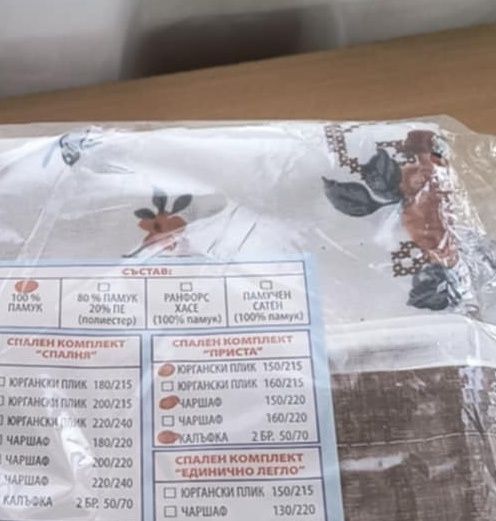 СЪСТАВ:
100 % ПАМУК
80 % ПАМУК 20% ПЕ (полиестер)
РАНФОРС ХАСЕ (100% памук)
ПАМУЧЕН САТЕН (100% памук)
СПАЛЕН КОМПЛЕКТ
"СПАЛНЯ"
ЮРГАНСКИ ПЛИК 180/215
ЮРГАНСКИ ПЛИК 200/215
ЮРГАНСКИ ПЛИК 220/240
ЧАРШАФ 180/220
ЧАРШАФ 200/220
ЧАРШАФ 220/240
КАЛЪФКА 2 БР. 50/70
СПАЛЕН КОМПЛЕКТ
"ПРИСТА"
ЮРГАНСКИ ПЛИК 150/215
ЮРГАНСКИ ПЛИК 160/215
ЧАРШАФ 150/220
ЧАРШАФ 160/220
КАЛЪФКА 2 БР. 50/70
СПАЛЕН КОМПЛЕКТ
"ЕДИНИЧНО ЛЕГЛО"
ЮРГАНСКИ ПЛИК 150/215
ЧАРШАФ 130/220